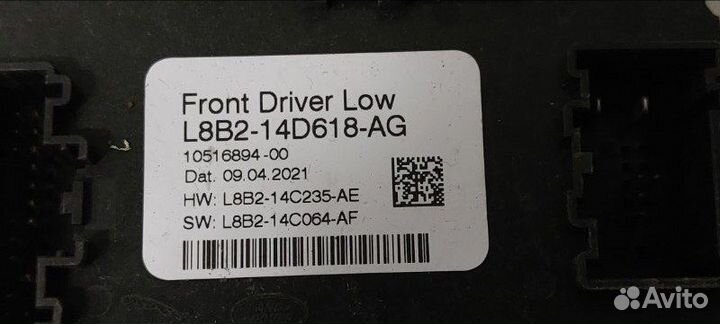 Front Driver Low
L8B2-14D618-AG
10516894-00
Dat. 09.04.2021
HW: L8B2-14C235-AE
SW: L8B2-14C064-AF
Avito